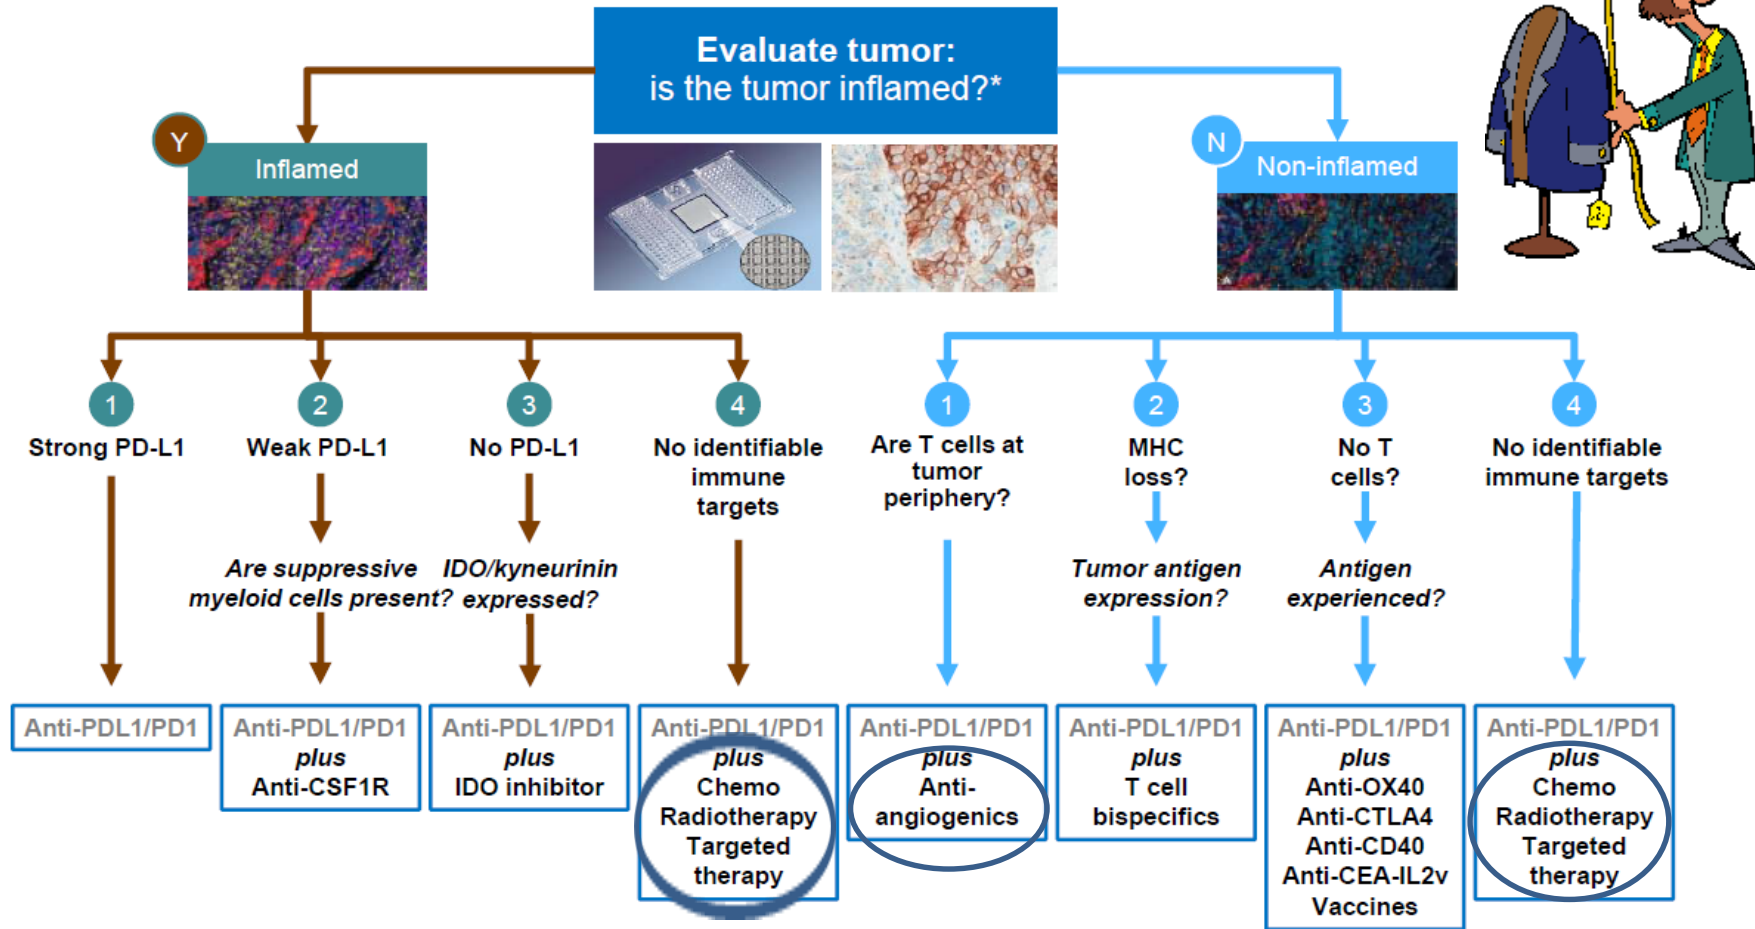 Evaluate tumor:
is the tumor inflamed?*
Y
Inflamed
N
Non-inflamed
1
Strong PD-L1
2
Weak PD-L1
Are suppressive
myeloid cells present?
3
No PD-L1
IDO/kyneurinin
expressed?
4
No identifiable
immune
targets
1
Are T cells at
tumor
periphery?
2
MHC
loss?
Tumor antigen
expression?
3
No T
cells?
Antigen
experienced?
4
No identifiable
immune targets
Anti-PDL1/PD1
Anti-PDL1/PD1
plus
Anti-CSF1R
Anti-PDL1/PD1
plus
IDO inhibitor
Anti-PDL1/PD1
plus
Chemo
Radiotherapy
Targeted
therapy
Anti-PDL1/PD1
plus
Anti-
angiogenics
Anti-PDL1/PD1
plus
T cell
bispecifics
Anti-PDL1/PD1
plus
Anti-OX40
Anti-CTLA4
Anti-CD40
Anti-CEA-IL2v
Vaccines
Anti-PDL1/PD1
plus
Chemo
Radiotherapy
Targeted
therapy